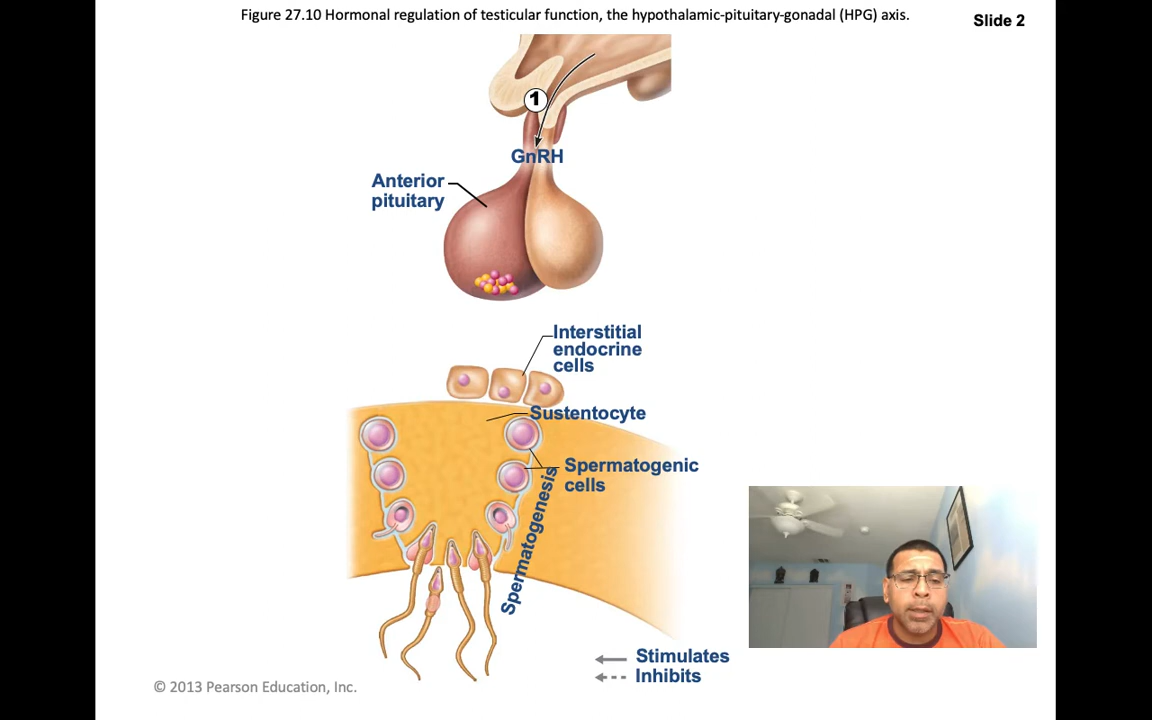 Figure 27.10 Hormonal regulation of testicular function, the hypothalamic-pituitary-gonadal (HPG) axis.
Slide 2
1
GnRH
Anterior
pituitary
Interstitial
endocrine
cells
Sustentocyte
Spermatogenic
cells
Spermatogenesis
Stimulates
Inhibits
© 2013 Pearson Education, Inc.